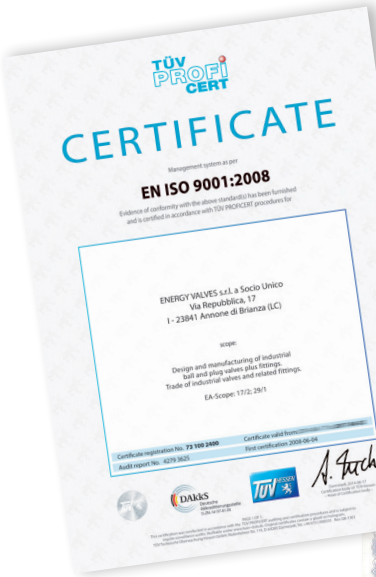 TÜV
PROFI
CERT
CERTIFICATE
Management system as per
EN ISO 9001:2008
Evidence of conformity with the above standard(s) has been furnished
and is certified in accordance with TÜV PROFICERT procedures for
ENERGY VALVES s.r.l. a Socio Unico
Via Repubblica, 17
I - 23841 Annone di Brianza (LC)
scope:
Design and manufacturing of industrial
ball and plug valves plus fittings.
Trade of industrial valves and related fittings.
EA-Scope: 17/2; 29/1
Certificate registration No. 73 100 2400
Certificate valid from
Audit report No. 4279 3625
First certification 2008-06-04
DAkkS
Deutsche
Akkreditierungsstelle
TÜV HESSEN